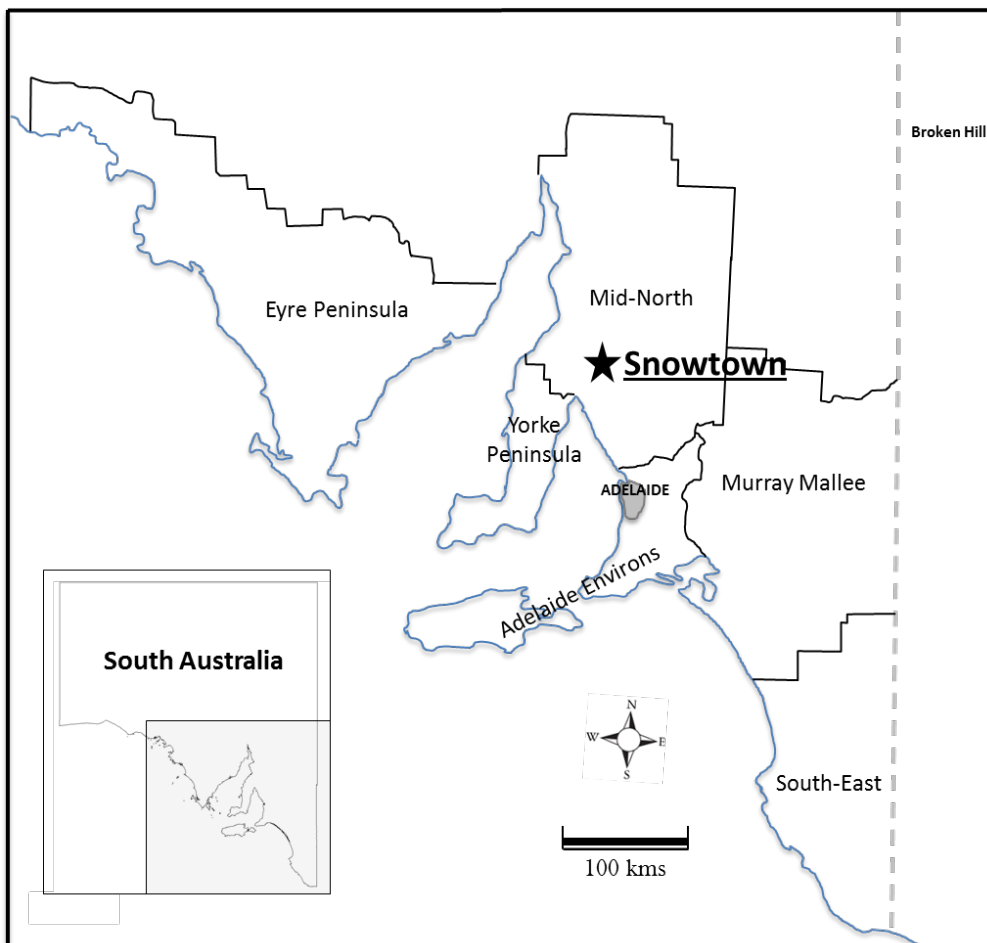 Broken Hill
Mid-North
Eyre Peninsula
Snowtown
Yorke
Peninsula
ADELAIDE
Murray Mallee
Adelaide Environs
South Australia
N
W E
S
South-East
100 kms